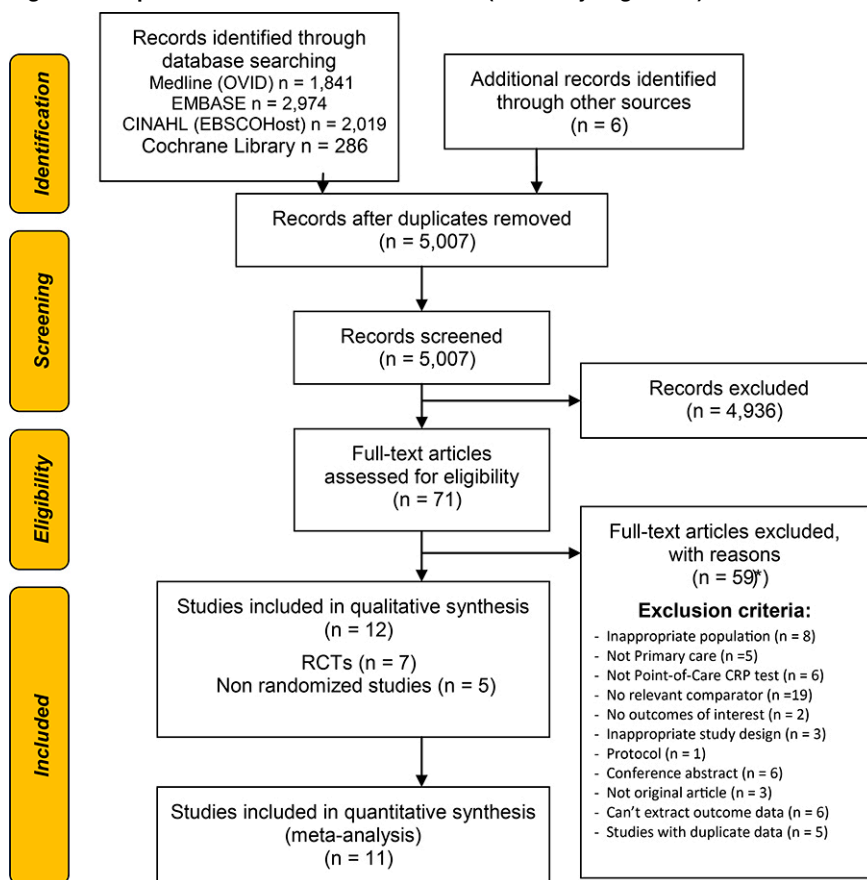 Identification
Records identified through
database searching
Medline (OVID) n = 1,841
EMBASE n = 2,974
CINAHL (EBSCOHost) n = 2,019
Cochrane Library n = 286
Additional records identified
through other sources
(n = 6)
Records after duplicates removed
(n = 5,007)
Screening
Records screened
(n = 5,007)
Records excluded
(n = 4,936)
Eligibility
Full-text articles
assessed for eligibility
(n = 71)
Full-text articles excluded,
with reasons
(n = 59*)
Exclusion criteria:
- Inappropriate population (n = 8)
- Not Primary care (n =5)
- Not Point-of-Care CRP test (n = 6)
- No relevant comparator (n =19)
- No outcomes of interest (n = 2)
- Inappropriate study design (n = 3)
- Protocol (n = 1)
- Conference abstract (n = 6)
- Not original article (n = 3)
- Can't extract outcome data (n = 6)
- Studies with duplicate data (n = 5)
Included
Studies included in qualitative synthesis
(n = 12)
RCTs (n = 7)
Non randomized studies (n = 5)
Studies included in quantitative synthesis
(meta-analysis)
(n = 11)